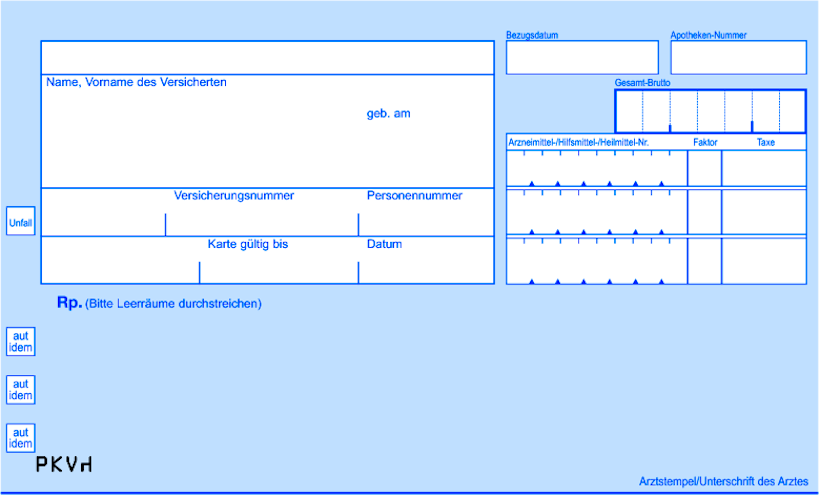 Bezugsdatum Apotheken-Nummer
Name, Vorname des Versicherten
geb. am
Gesamt-Brutto
Arzneimittel-/Hilfsmittel-/Heilmittel-Nr. Faktor Taxe
Unfall
Versicherungsnummer Personennummer
Karte gültig bis Datum
Rp. (Bitte Leerräume durchstreichen)
aut
idem
aut
idem
aut
idem
PKVd
Arztstempel/Unterschrift des Arztes